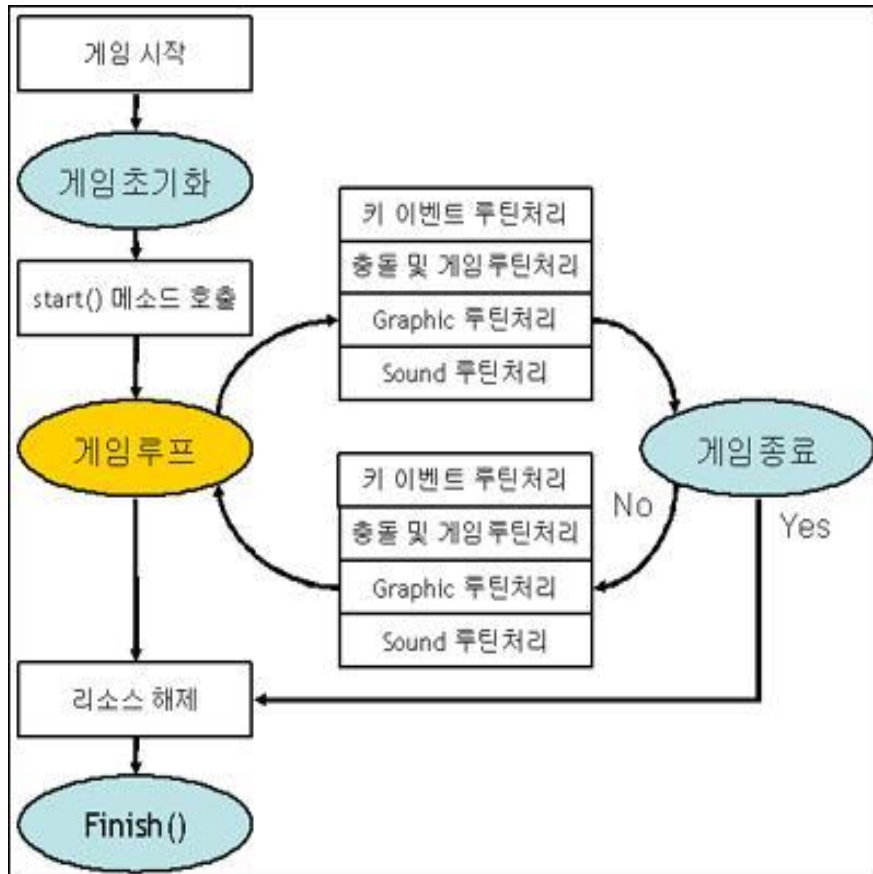 게임 시작
게임초기화
start() 메소드 호출
게임루프
리소스 해제
Finish()
키 이벤트 루틴처리
충돌 및 게임루틴처리
Graphic 루틴처리
Sound 루틴처리
키 이벤트 루틴처리
충돌 및 게임루틴처리
Graphic 루틴처리
Sound 루틴처리
게임종료
No
Yes